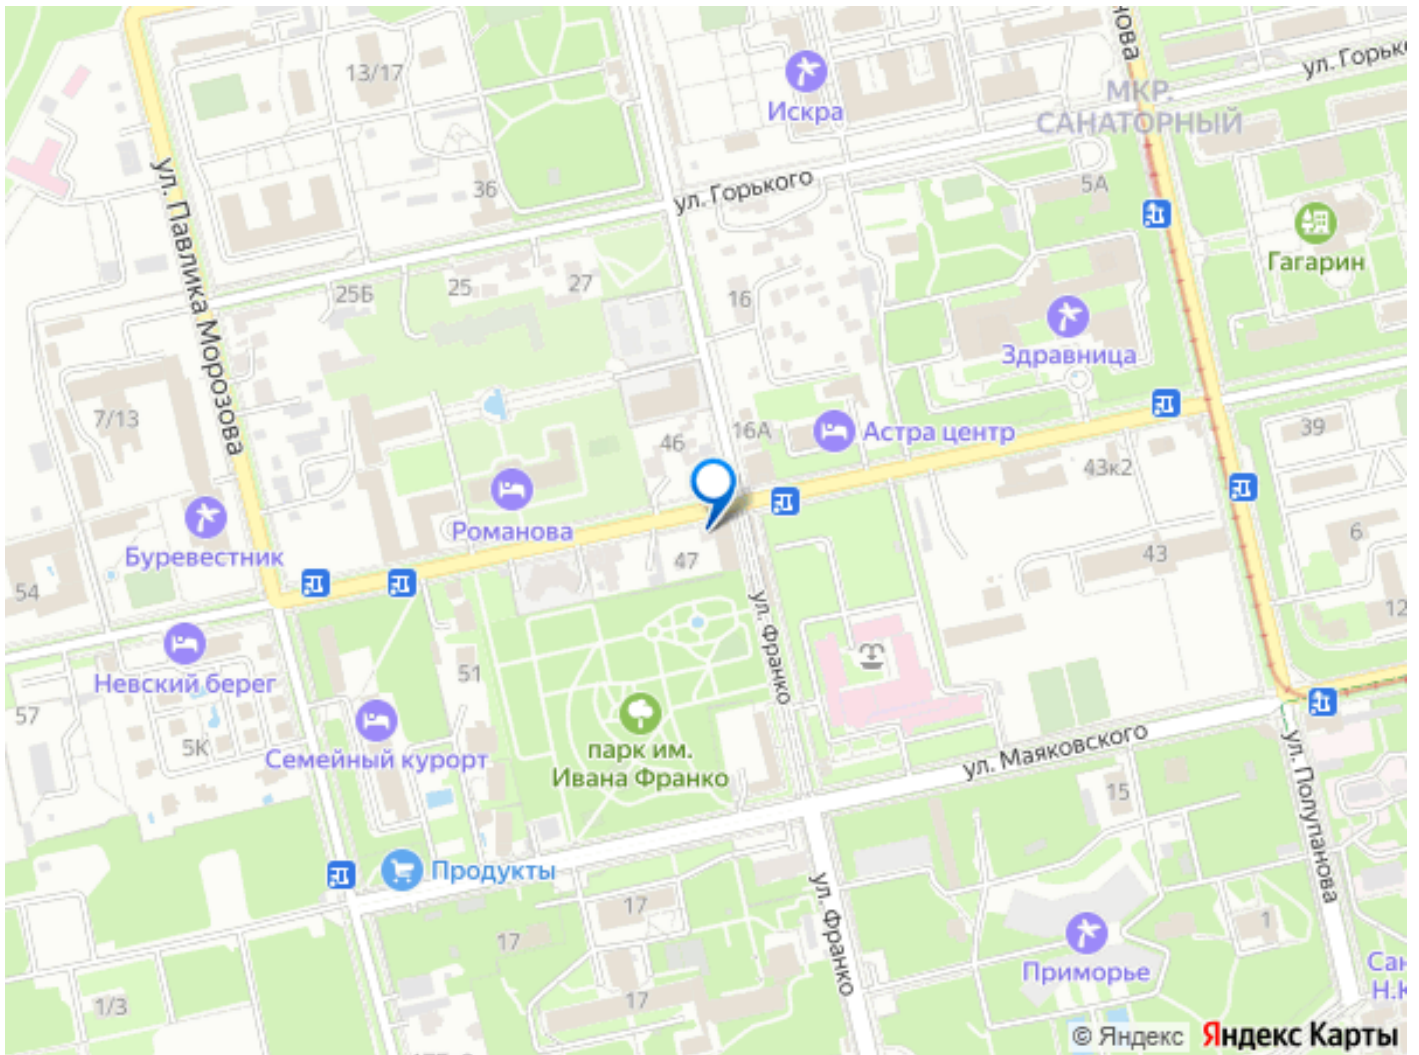 нова
ул. Горьк
13/17
Искра
МКР.
САНАТОРНЫЙ
ул. Павлика Морозова
36
ул. Горького
5А
Гагарин
25Б
25
27
16
Здравница
7/13
46
16А
Астра центр
39
43к2
Романова
Буревестник
47
43
6
54
ул. Франко
12
Невский берег
51
57
5К
Семейный курорт
парк им.
Ивана Франко
ул. Маяковского
15
ул. Полупанова
Продукты
17
ул. Франко
1
17
Приморье
Сан
Н.К
1/3
17
© Яндекс Яндекс Карты